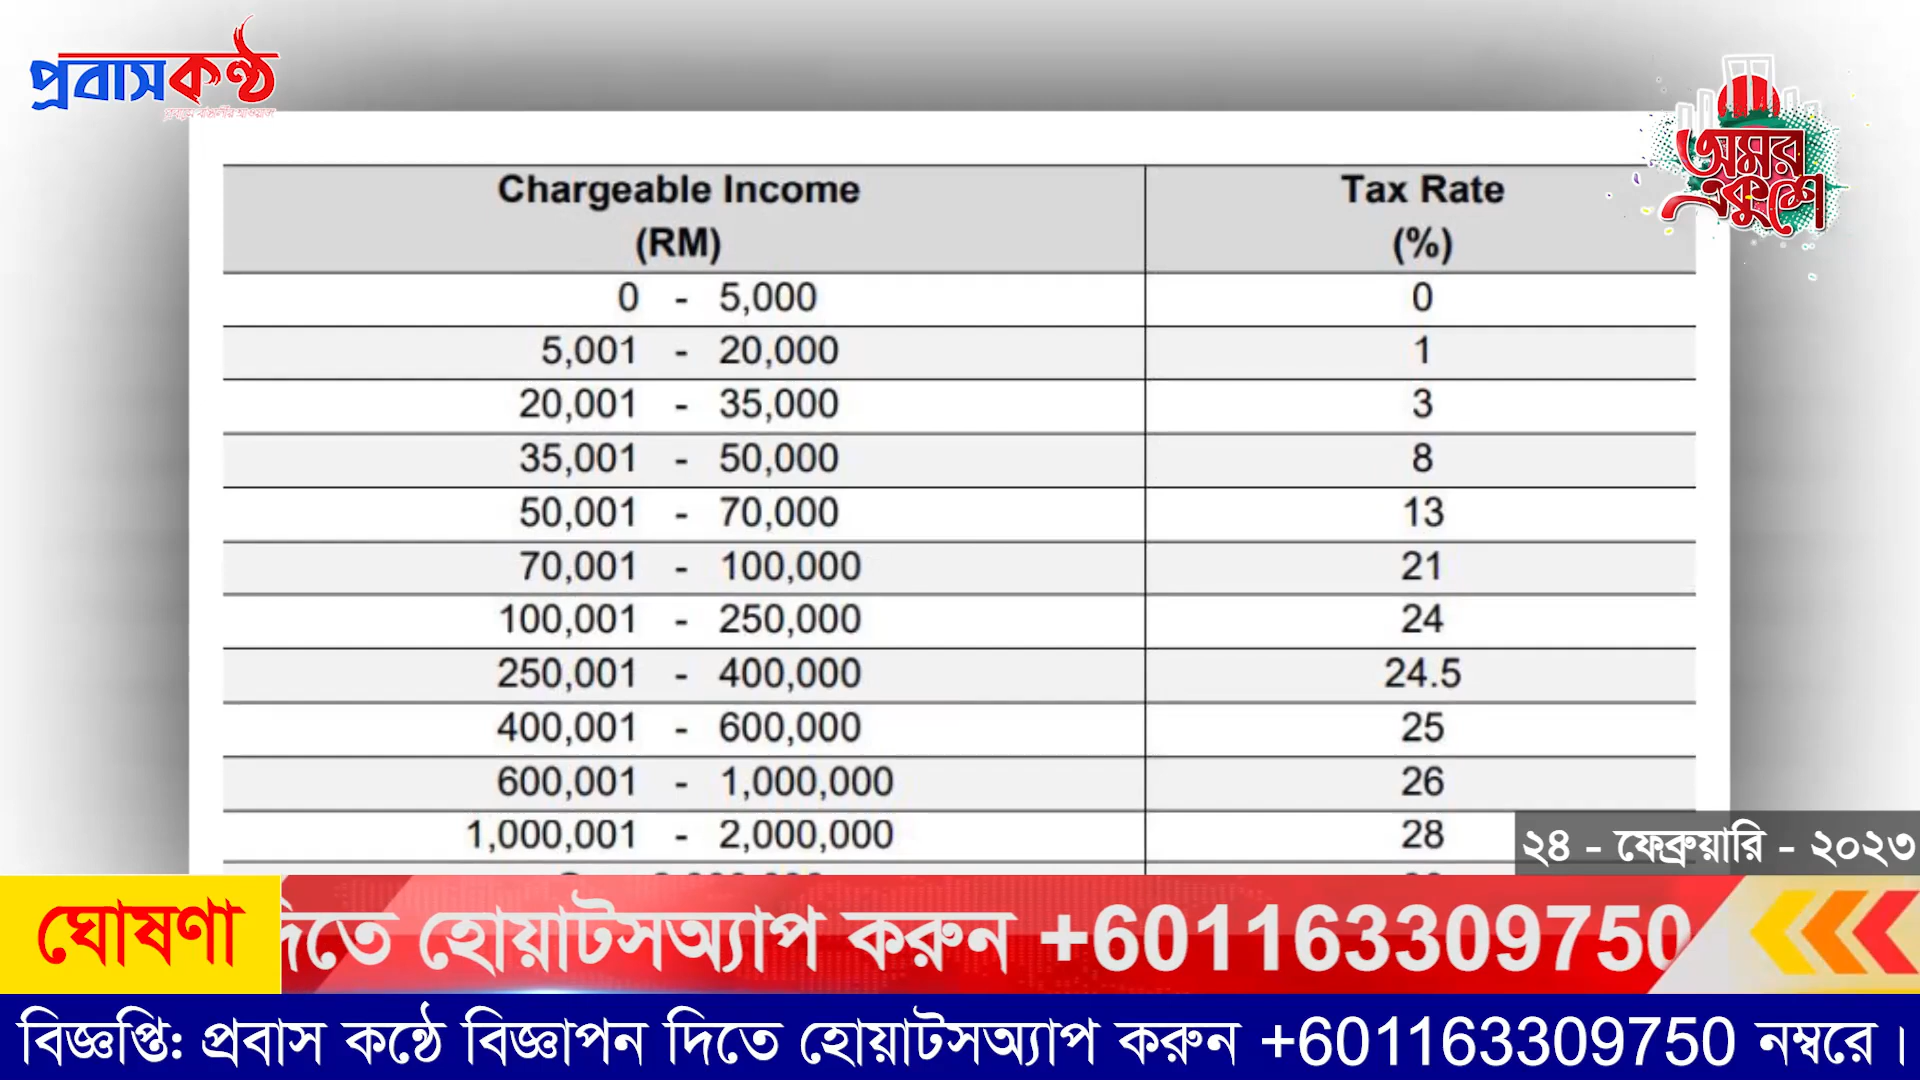 প্রবাসকণ্ঠ
অমর
একুশে
Chargeable Income (RM) Tax Rate (%)
0 - 5,000 0
5,001 - 20,000 1
20,001 - 35,000 3
35,001 - 50,000 8
50,001 - 70,000 13
70,001 - 100,000 21
100,001 - 250,000 24
250,001 - 400,000 24.5
400,001 - 600,000 25
600,001 - 1,000,000 26
1,000,001 - 2,000,000 28
২৪ - ফেব্রুয়ারি - ২০২৩
ঘোষণা দিতে হোয়াটসঅ্যাপ করুন +601163309750
বিজ্ঞপ্তি: প্রবাস কন্ঠে বিজ্ঞাপন দিতে হোয়াটসঅ্যাপ করুন +601163309750 নম্বরে।